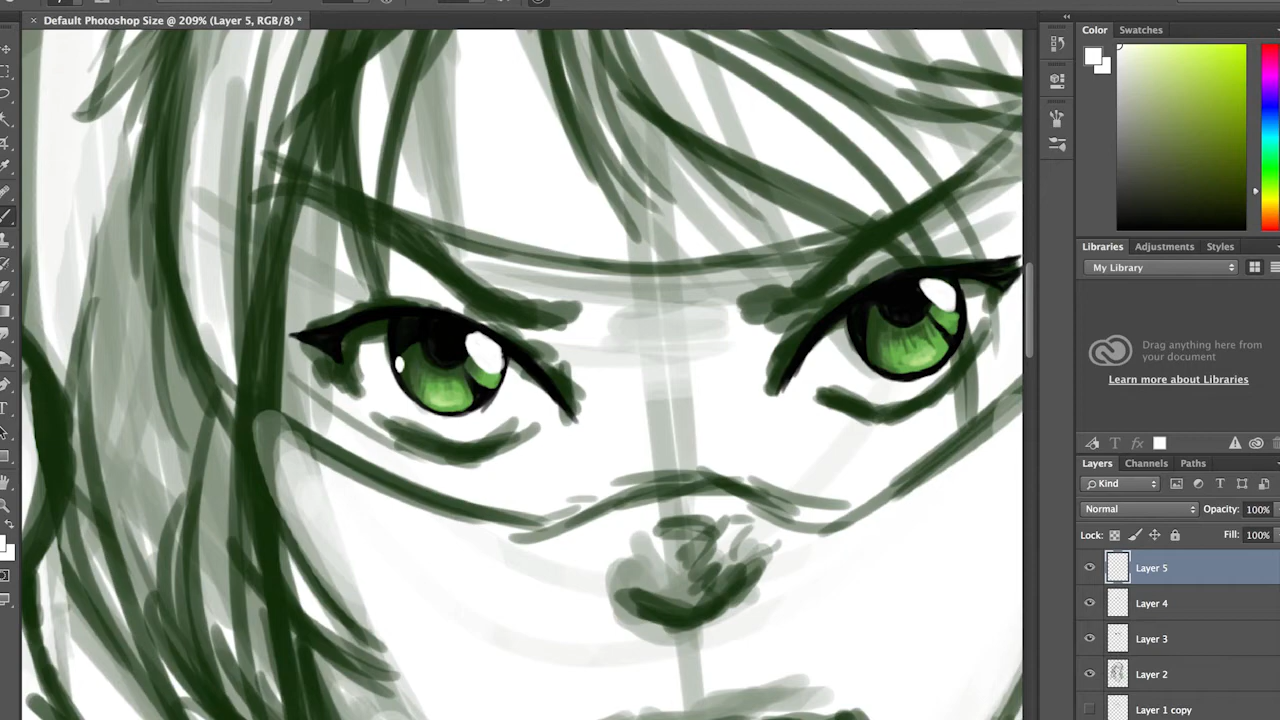 Default Photoshop Size @ 209% (Layer 5, RGB/8) *
Color Swatches
Libraries Adjustments Styles
My Library
Drag anything here from
your document
Learn more about Libraries
Layers Channels Paths
Kind
Normal Opacity: 100%
Lock: Fill: 100%
Layer 5
Layer 4
Layer 3
Layer 2
Layer 1 copy